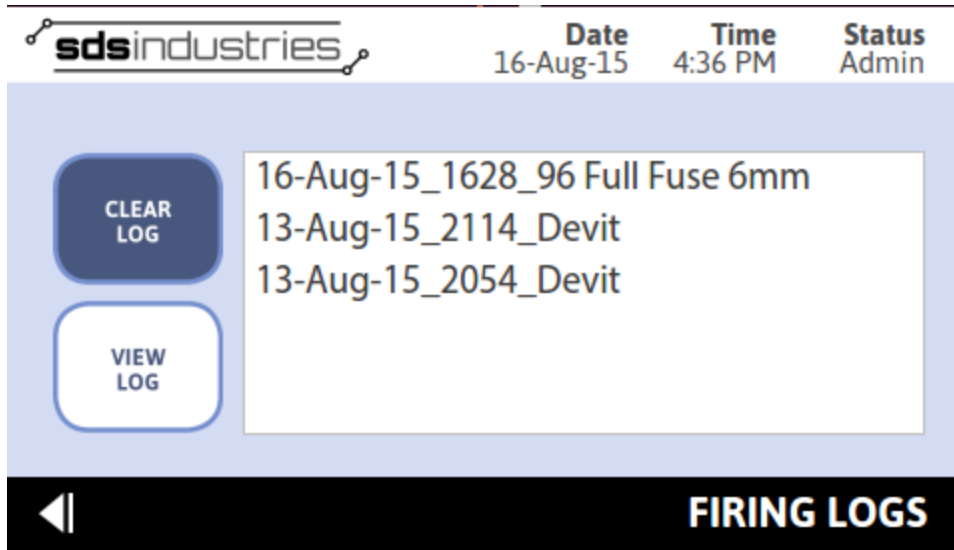 sdsindustries
Date Time Status
16-Aug-15 4:36 PM Admin
CLEAR
LOG
16-Aug-15_1628_96 Full Fuse 6mm
13-Aug-15_2114_Devit
13-Aug-15_2054_Devit
VIEW
LOG
FIRING LOGS